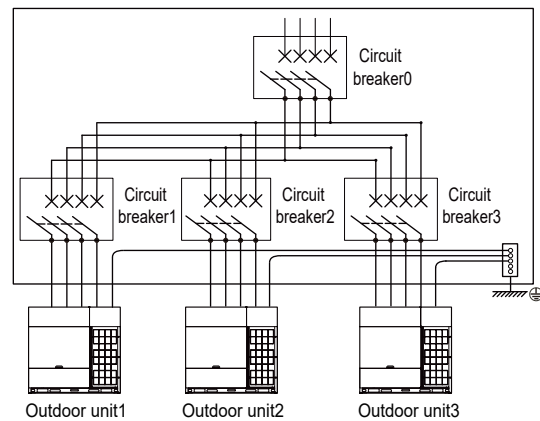 Circuit
breaker0
Circuit
breaker1
Circuit
breaker2
Circuit
breaker3
Outdoor unit1
Outdoor unit2
Outdoor unit3